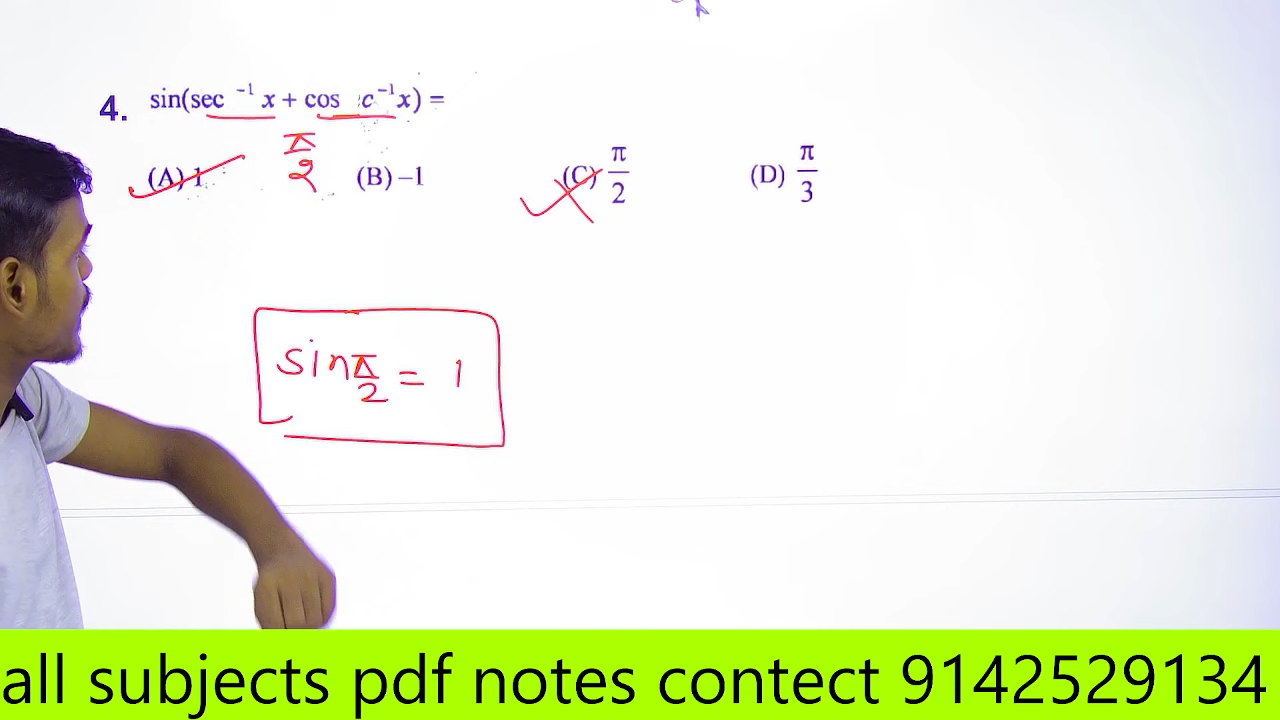 4. sin(sec ⁻¹ x + cos c⁻¹x) =
π/2
(A) 1 (B) –1 (C) π/2 (D) π/3
sin π/2 = 1
all subjects pdf notes contect 9142529134